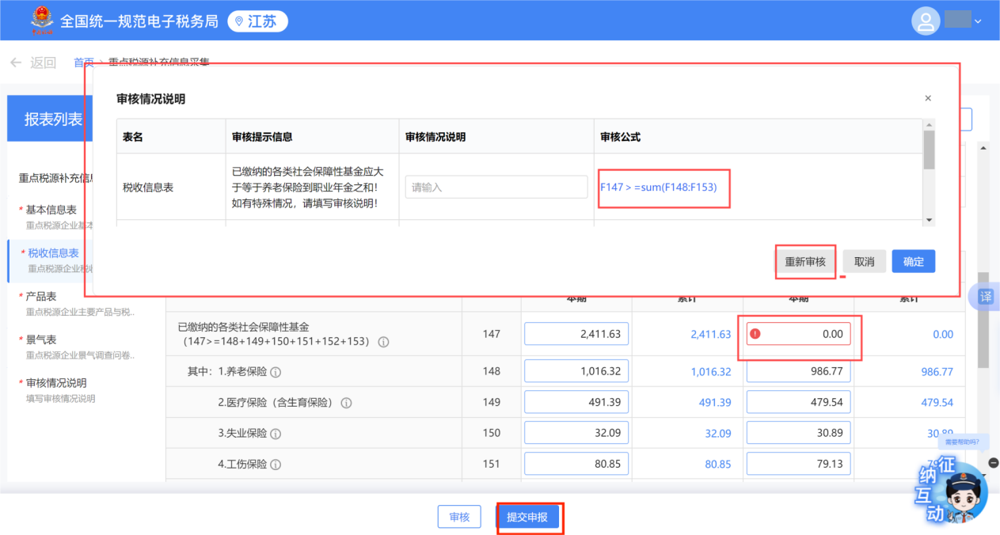 全国统一规范电子税务局
江苏
返回 首页 > 重点税源补充信息采集
报表列表
重点税源补充信息
* 基本信息表
重点税源企业基本
* 税收信息表
重点税源企业税收
* 产品表
重点税源企业主要产品与税..
* 景气表
重点税源企业景气调查问卷..
* 审核情况说明
填写审核情况说明
审核情况说明
×
表名 审核提示信息 审核情况说明 审核公式
税收信息表
已缴纳的各类社会保障性基金应大
于等于养老保险到职业年金之和！
如有特殊情况，请填写审核说明！
请输入
F147 > =sum(F148:F153)
重新审核 取消 确定
译
本期 累计 本期 累计
已缴纳的各类社会保障性基金
（147>=148+149+150+151+152+153）
147 2,411.63 2,411.63 0.00 0.00
其中：1.养老保险 148 1,016.32 1,016.32 986.77 986.77
2.医疗保险（含生育保险） 149 491.39 491.39 479.54 479.54
3.失业保险 150 32.09 32.09 30.89 30.89
4.工伤保险 151 80.85 80.85 79.13
需要帮助吗？
征纳互动
审核 提交申报